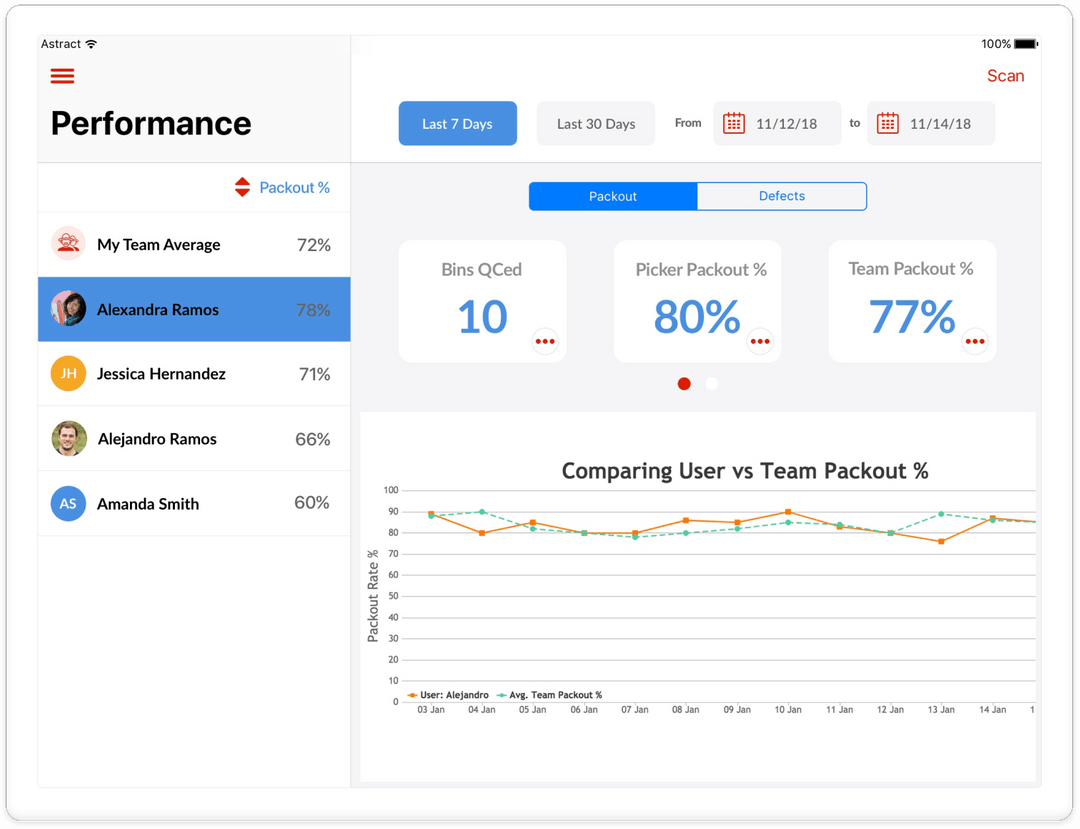 Astract
100%
Scan
Performance
Last 7 Days
Last 30 Days
From
11/12/18
to
11/14/18
Packout %
My Team Average 72%
Alexandra Ramos 78%
JH Jessica Hernandez 71%
Alejandro Ramos 66%
AS Amanda Smith 60%
Packout
Defects
Bins QCed
10
Picker Packout %
80%
Team Packout %
77%
Comparing User vs Team Packout %
Packout Rate %
100
90
80
70
60
50
40
30
20
10
0
User: Alejandro
Avg. Team Packout %
03 Jan 04 Jan 05 Jan 06 Jan 07 Jan 08 Jan 09 Jan 10 Jan 11 Jan 12 Jan 13 Jan 14 Jan 1